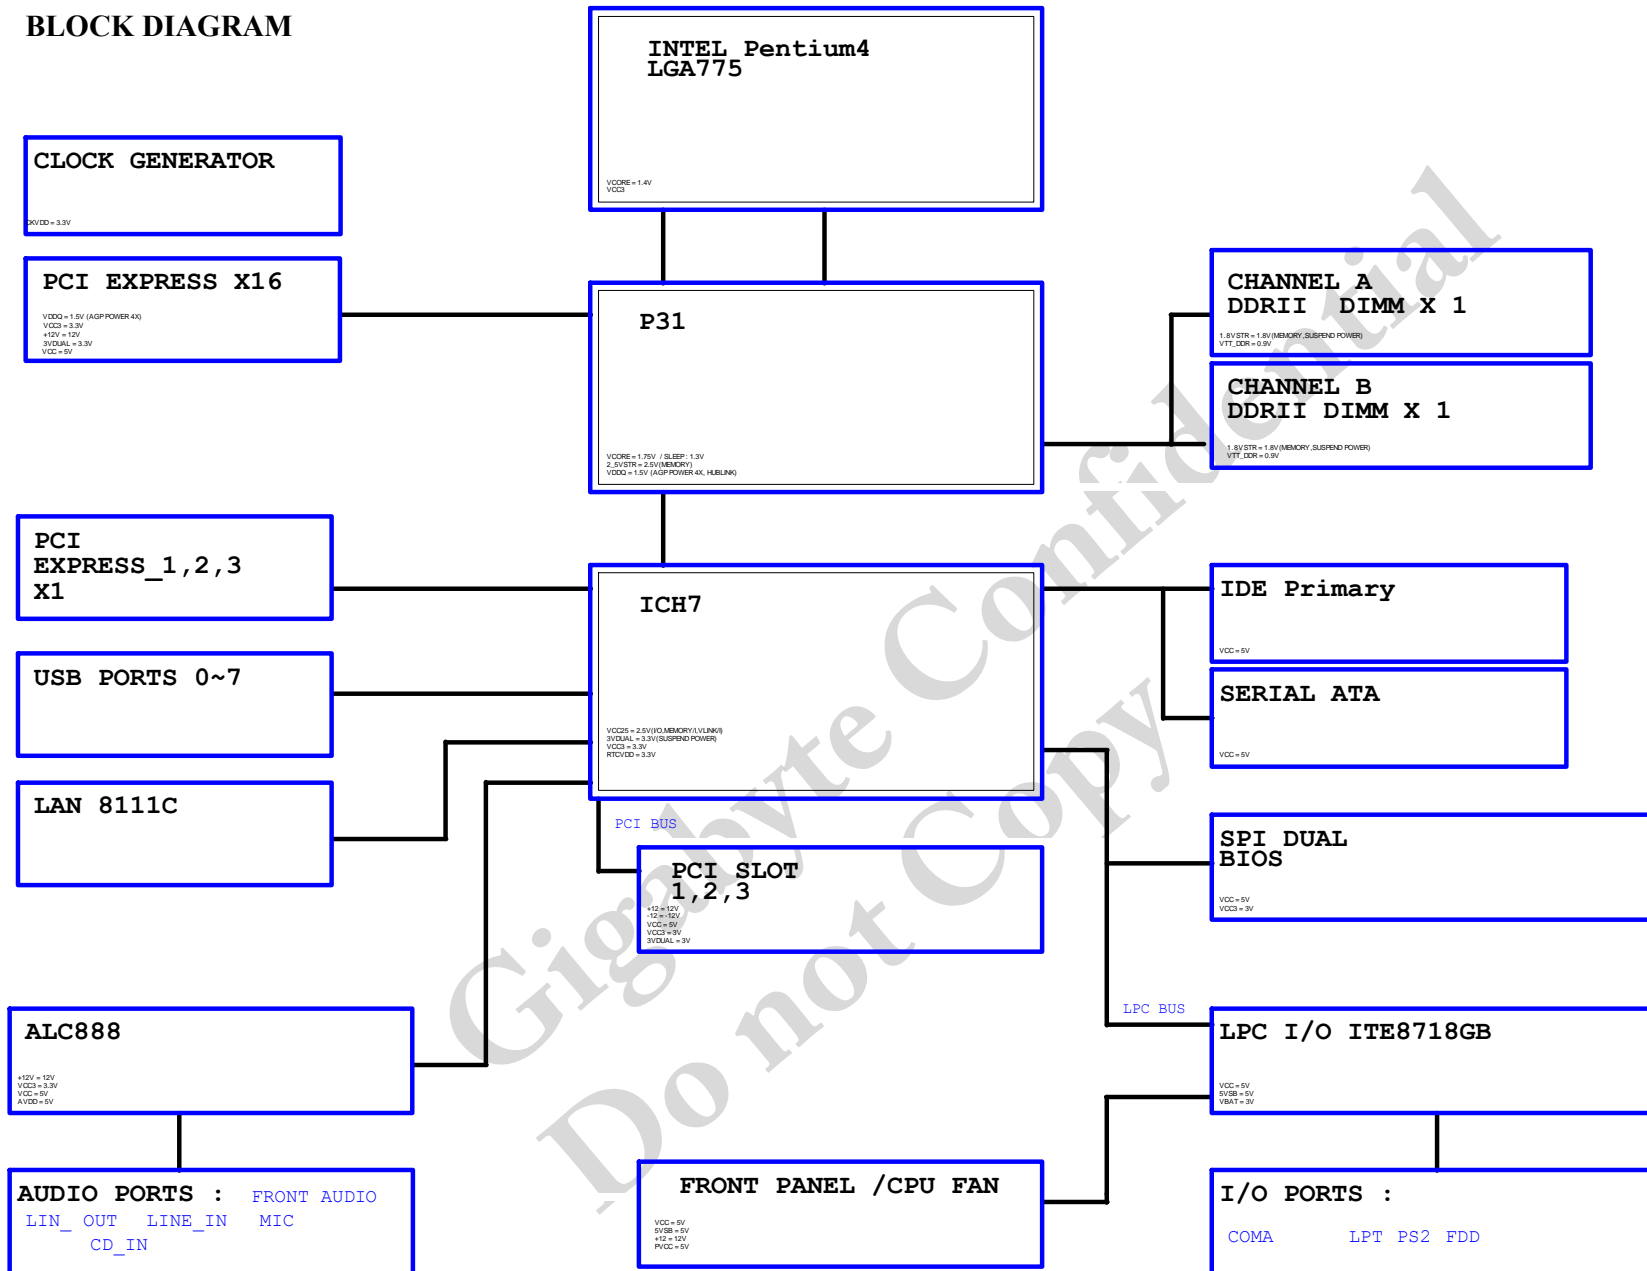 BLOCK DIAGRAM
INTEL Pentium4
LGA775
VCORE = 1.4V
VCC3
CLOCK GENERATOR
CKVDD = 3.3V
PCI EXPRESS X16
VDDQ = 1.5V (AGP POWER 4X)
VCC3 = 3.3V
+12V = 12V
3VDUAL = 3.3V
VCC = 5V
P31
VCORE = 1.75V / SLEEP : 1.3V
2_5VSTR = 2.5V(MEMORY)
VDDQ = 1.5V (AGP POWER 4X, HUBLINK)
CHANNEL A
DDRII DIMM X 1
1.8VSTR = 1.8V(MEMORY,SUSPEND POWER)
VTT_DDR = 0.9V
CHANNEL B
DDRII DIMM X 1
1.8VSTR = 1.8V(MEMORY,SUSPEND POWER)
VTT_DDR = 0.9V
PCI
EXPRESS_1,2,3
X1
USB PORTS 0~7
LAN 8111C
ICH7
VCC25 = 2.5V(I/O,MEMORY/I,VLINK/I)
3VDUAL = 3.3V(SUSPEND POWER)
VCC3 = 3.3V
RTCVDD = 3.3V
IDE Primary
VCC = 5V
SERIAL ATA
VCC = 5V
PCI BUS
PCI SLOT
1,2,3
+12 = 12V
-12 = -12V
VCC = 5V
VCC3 = 3V
3VDUAL = 3V
SPI DUAL
BIOS
VCC = 5V
VCC3 = 3V
LPC BUS
LPC I/O ITE8718GB
VCC = 5V
5VSB = 5V
VBAT = 3V
ALC888
+12V = 12V
VCC3 = 3.3V
VCC = 5V
AVDD = 5V
AUDIO PORTS : FRONT AUDIO
LIN_ OUT LINE_IN MIC
CD_IN
FRONT PANEL /CPU FAN
VCC = 5V
5VSB = 5V
+12 = 12V
PVCC = 5V
I/O PORTS :
COMA LPT PS2 FDD
Gigabyte Confidential
Do not Copy